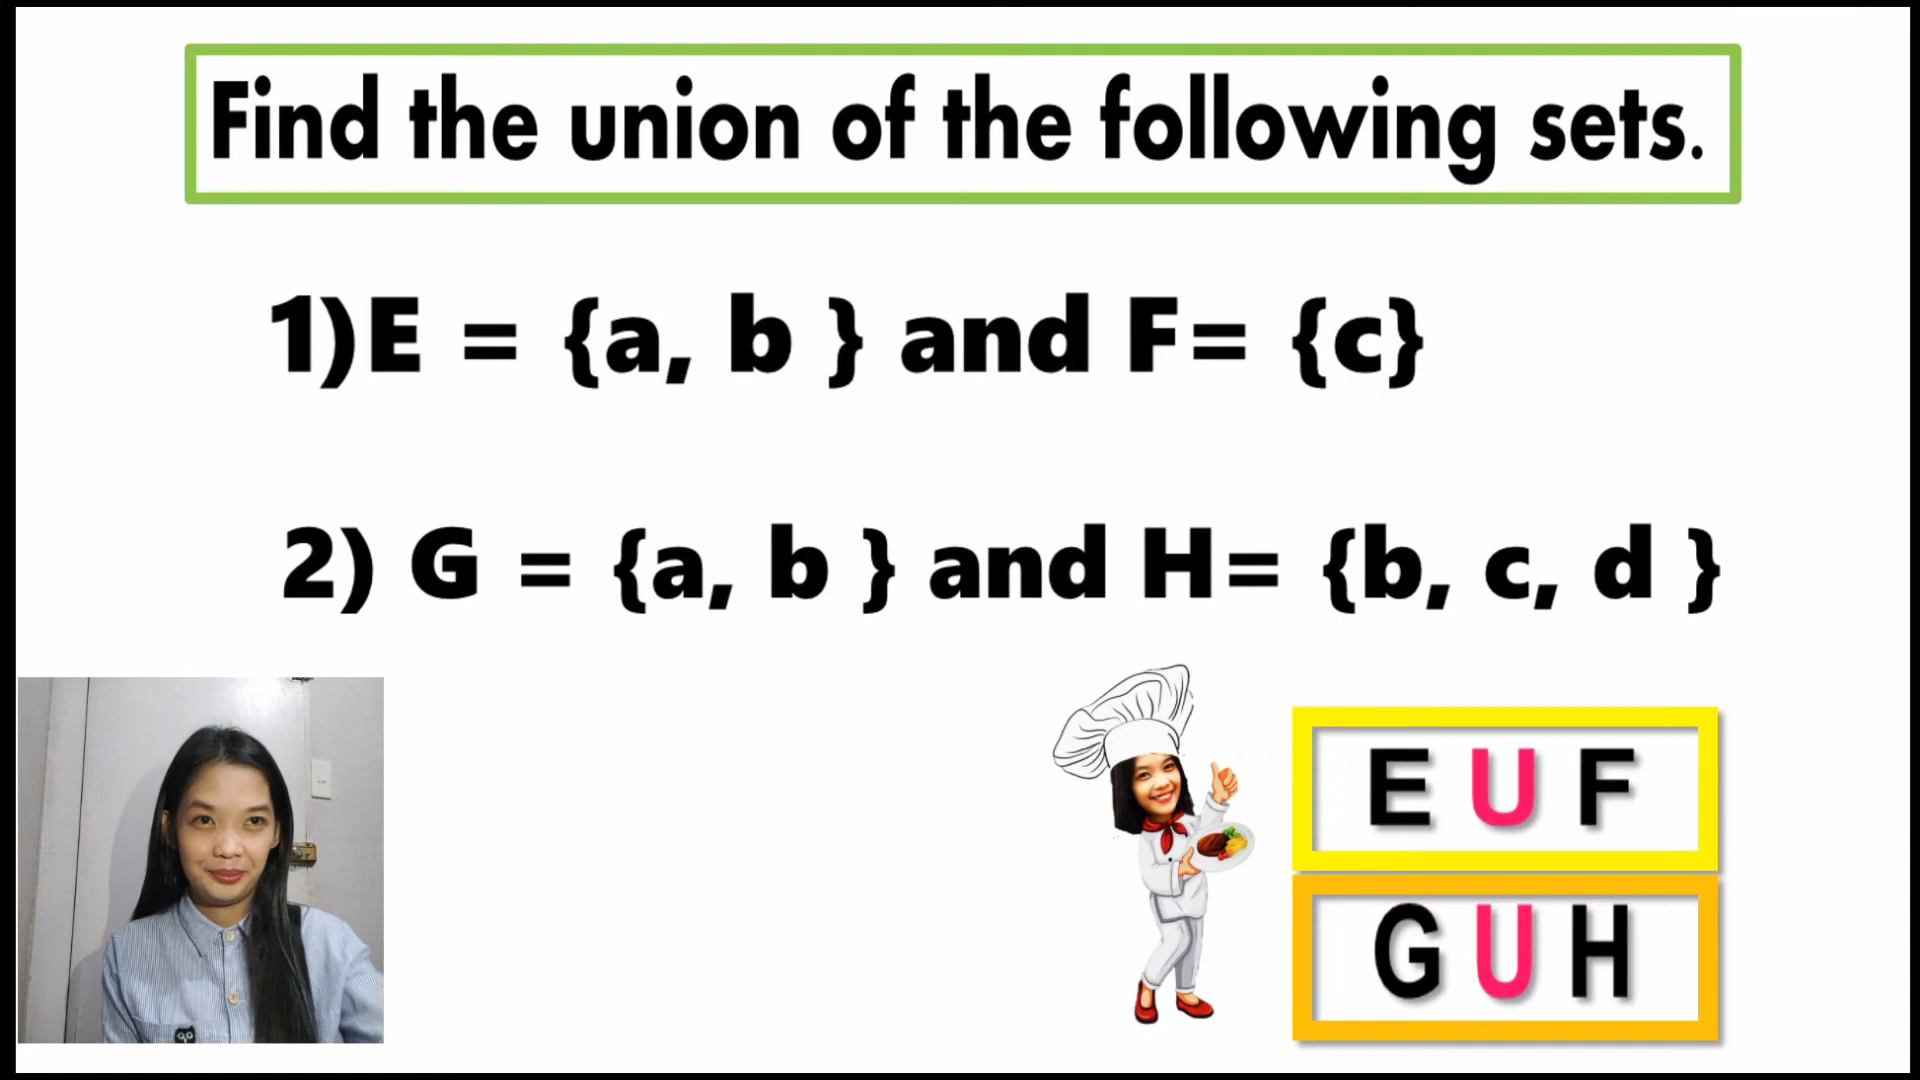 Find the union of the following sets.
1)E = {a, b } and F= {c}
2) G = {a, b } and H= {b, c, d }
E U F
G U H